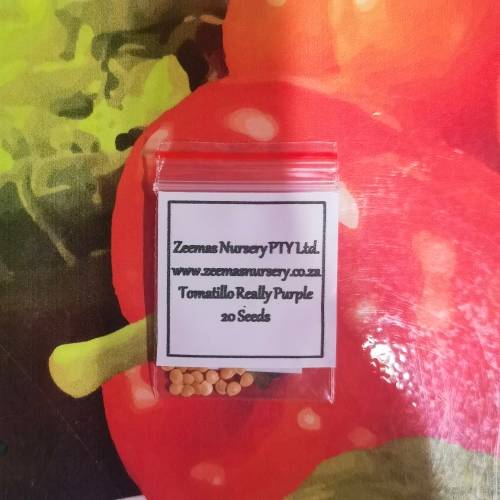 Zeemas Nursery PTY Ltd.
www.zeemasnursery.co.za
Tomatillo Really Purple
20 Seeds